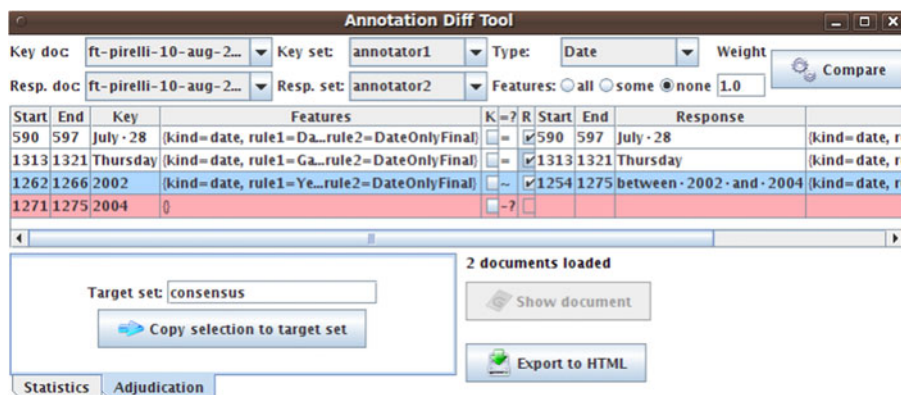 Annotation Diff Tool
Key doc: ft-pirelli-10-aug-2... Key set: annotator1 Type: Date Weight
Resp. doc: ft-pirelli-10-aug-2... Resp. set: annotator2 Features: all some none 1.0 Compare
Start End Key Features K =? R Start End Response
590 597 July·28 {kind=date, rule1=Da...rule2=DateOnlyFinal} = 590 597 July·28 {kind=date, r
1313 1321 Thursday {kind=date, rule1=Ga...rule2=DateOnlyFinal} = 1313 1321 Thursday {kind=date, r
1262 1266 2002 {kind=date, rule1=Ye...rule2=DateOnlyFinal} ~ 1254 1275 between·2002·and·2004 {kind=date, r
1271 1275 2004 {} -?
2 documents loaded
Target set: consensus
Show document
Copy selection to target set
Export to HTML
Statistics Adjudication